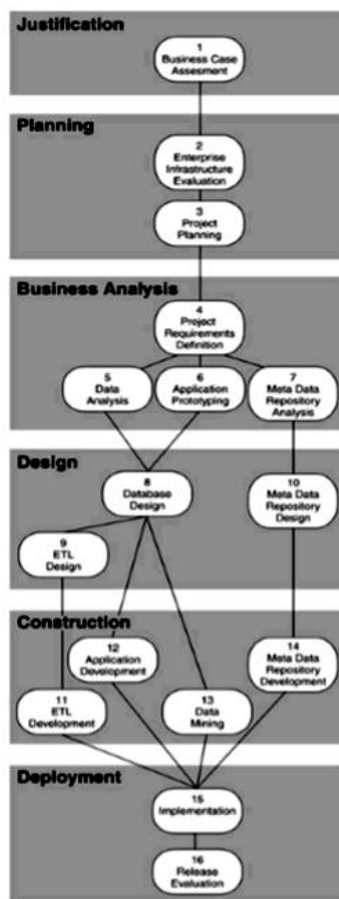 Justification
1
Business Case
Assesment
Planning
2
Enterprise
Infrastructure
Evaluation
3
Project
Planning
Business Analysis
4
Project
Requirements
Definition
5
Data
Analysis
6
Application
Prototyping
7
Meta Data
Repository
Analysis
Design
8
Database
Design
10
Meta Data
Repository
Design
9
ETL
Design
Construction
12
Application
Development
14
Meta Data
Repository
Development
11
ETL
Development
13
Data
Mining
Deployment
15
Implementation
16
Release
Evaluation